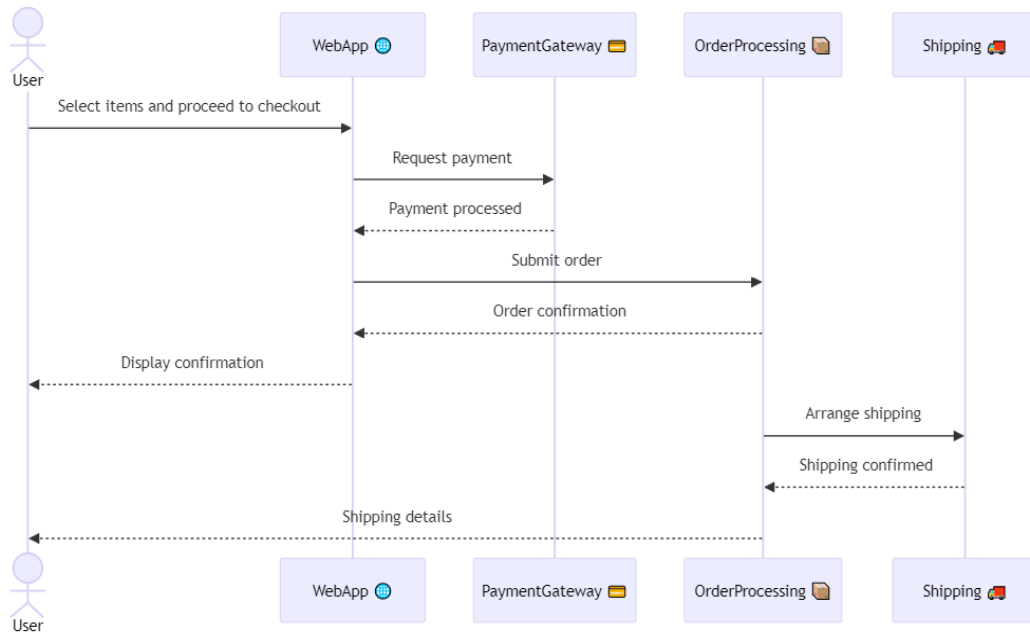 User
WebApp 🌐
PaymentGateway 💳
OrderProcessing 📦
Shipping 🚚
Select items and proceed to checkout
Request payment
Payment processed
Submit order
Order confirmation
Display confirmation
Arrange shipping
Shipping confirmed
Shipping details
User
WebApp 🌐
PaymentGateway 💳
OrderProcessing 📦
Shipping 🚚